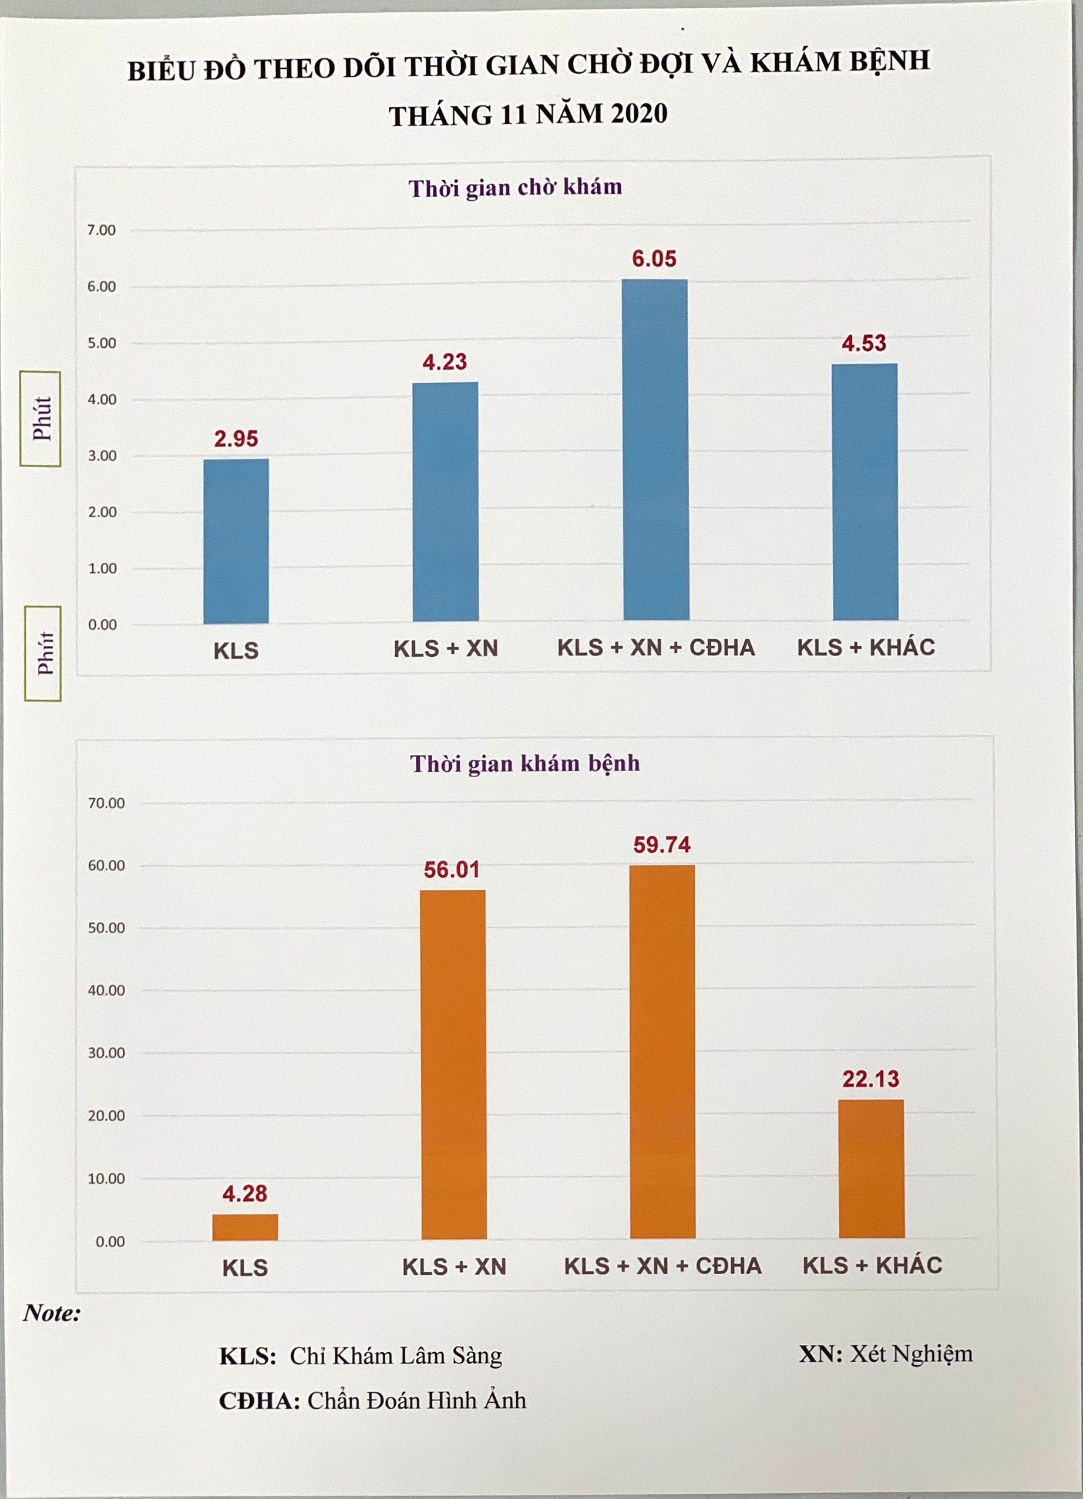 BIỂU ĐỒ THEO DÕI THỜI GIAN CHỜ ĐỢI VÀ KHÁM BỆNH
THÁNG 11 NĂM 2020
Thời gian chờ khám
7.00
6.00
5.00
4.00
3.00
2.00
1.00
0.00
Phút
2.95
4.23
6.05
4.53
KLS
KLS + XN
KLS + XN + CĐHA
KLS + KHÁC
Phút
Thời gian khám bệnh
70.00
60.00
50.00
40.00
30.00
20.00
10.00
0.00
4.28
56.01
59.74
22.13
KLS
KLS + XN
KLS + XN + CĐHA
KLS + KHÁC
Note:
KLS: Chỉ Khám Lâm Sàng
XN: Xét Nghiệm
CĐHA: Chẩn Đoán Hình Ảnh